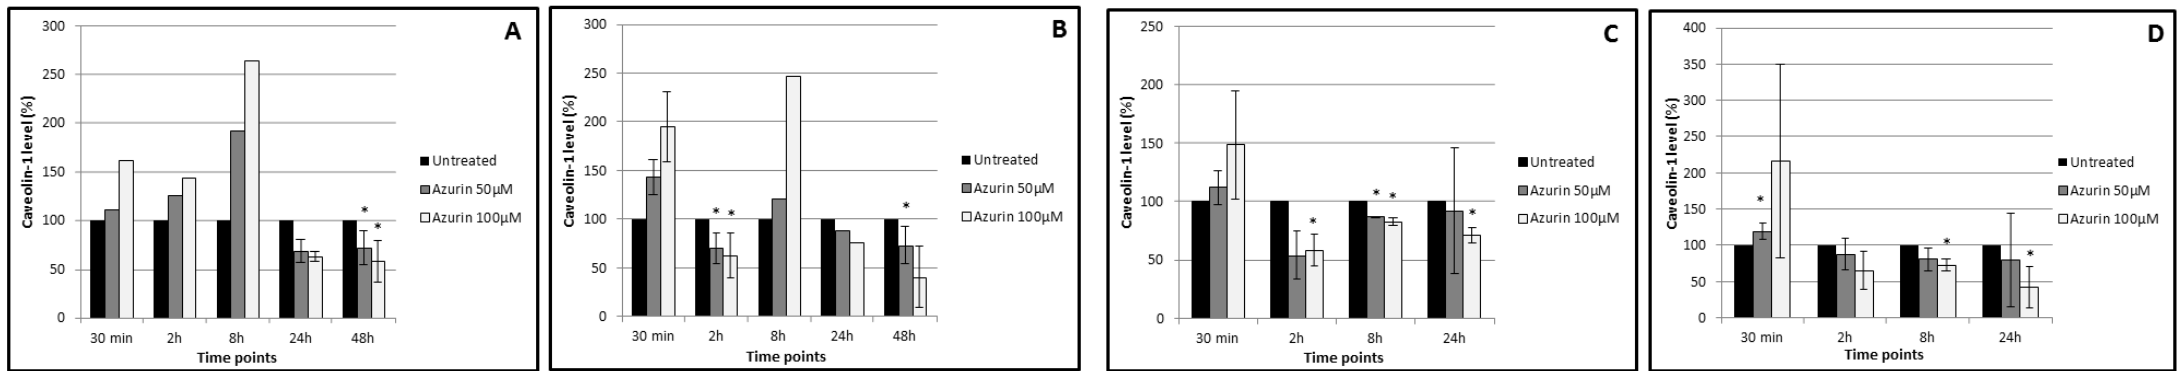 A
300
250
200
150
100
50
0
Caveolin-1 level (%)
* *
30 min 2h 8h 24h 48h
Time points
Untreated
Azurin 50µM
Azurin 100µM
B
300
250
200
150
100
50
0
Caveolin-1 level (%)
* * *
30 min 2h 8h 24h 48h
Time points
Untreated
Azurin 50µM
Azurin 100µM
C
250
200
150
100
50
0
Caveolin-1 level (%)
* * * *
30 min 2h 8h 24h
Time points
Untreated
Azurin 50µM
Azurin 100µM
D
400
350
300
250
200
150
100
50
0
Caveolin-1 level (%)
* * *
30 min 2h 8h 24h
Time points
Untreated
Azurin 50µM
Azurin 100µM